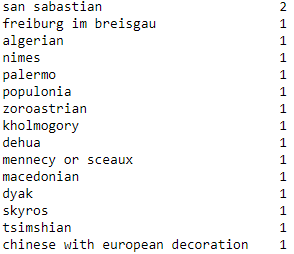 san sabastian 2
freiburg im breisgau 1
algerian 1
nimes 1
palermo 1
populonia 1
zoroastrian 1
kholmogory 1
dehua 1
mennecy or sceaux 1
macedonian 1
dyak 1
skyros 1
tsimshian 1
chinese with european decoration 1